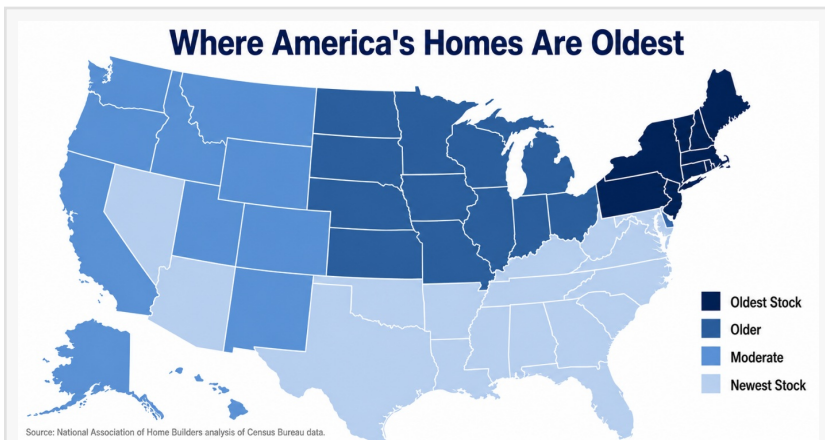 Where America's Homes Are Oldest
Oldest Stock
Older
Moderate
Newest Stock
Source: National Association of Home Builders analysis of Census Bureau data.